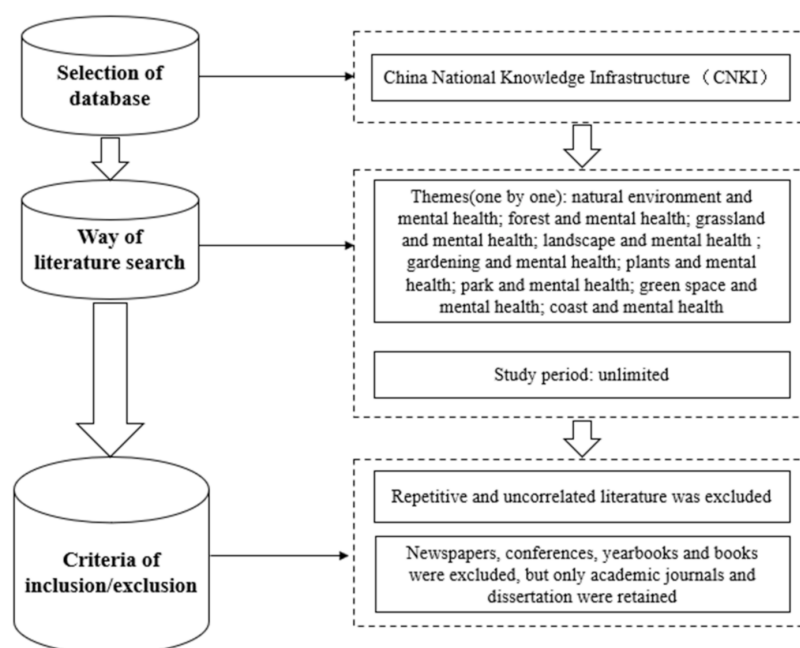 Selection of
database
China National Knowledge Infrastructure （CNKI）
Way of
literature search
Themes(one by one): natural environment and
mental health; forest and mental health; grassland
and mental health; landscape and mental health ;
gardening and mental health; plants and mental
health; park and mental health; green space and
mental health; coast and mental health
Study period: unlimited
Criteria of
inclusion/exclusion
Repetitive and uncorrelated literature was excluded
Newspapers, conferences, yearbooks and books
were excluded, but only academic journals and
dissertation were retained